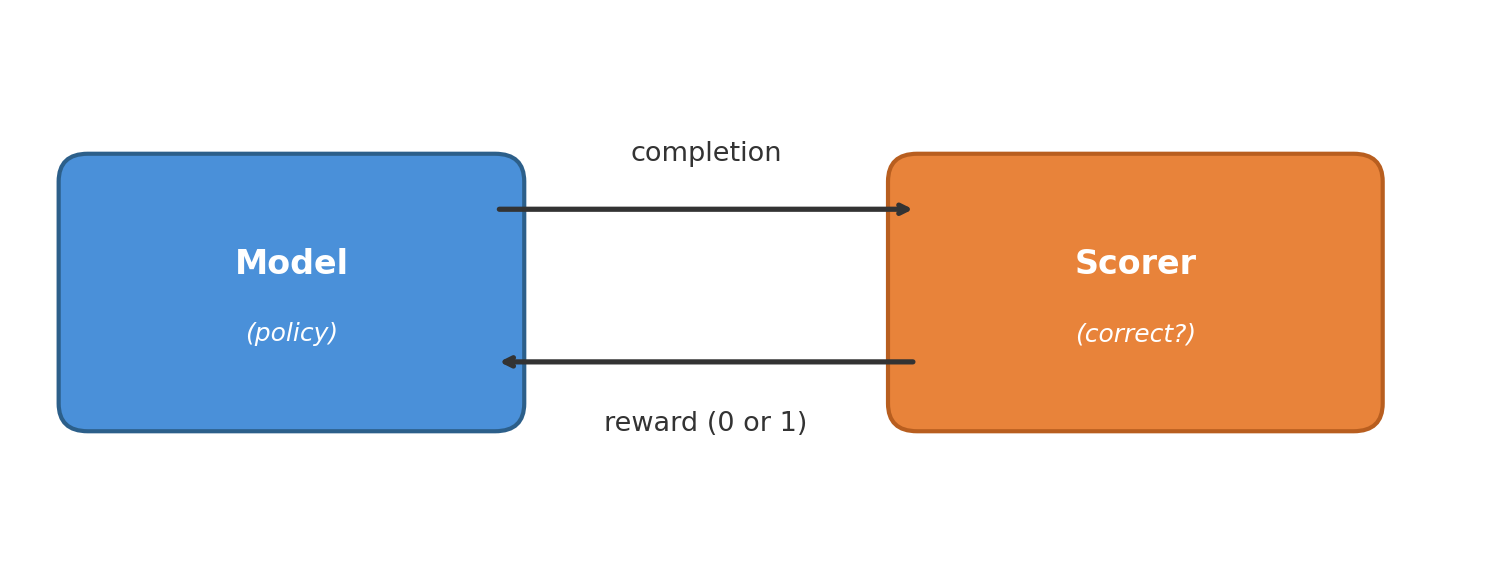 completion
Model
(policy)
Scorer
(correct?)
reward (0 or 1)